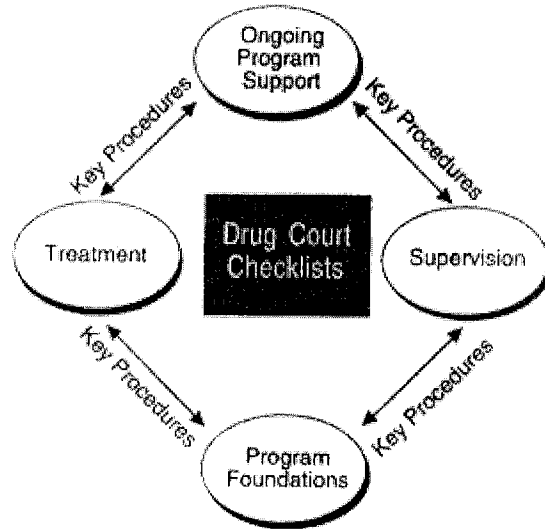 Ongoing
Program
Support
Key Procedures
Key Procedures
Treatment
Drug Court
Checklists
Supervision
Key Procedures
Key Procedures
Program
Foundations